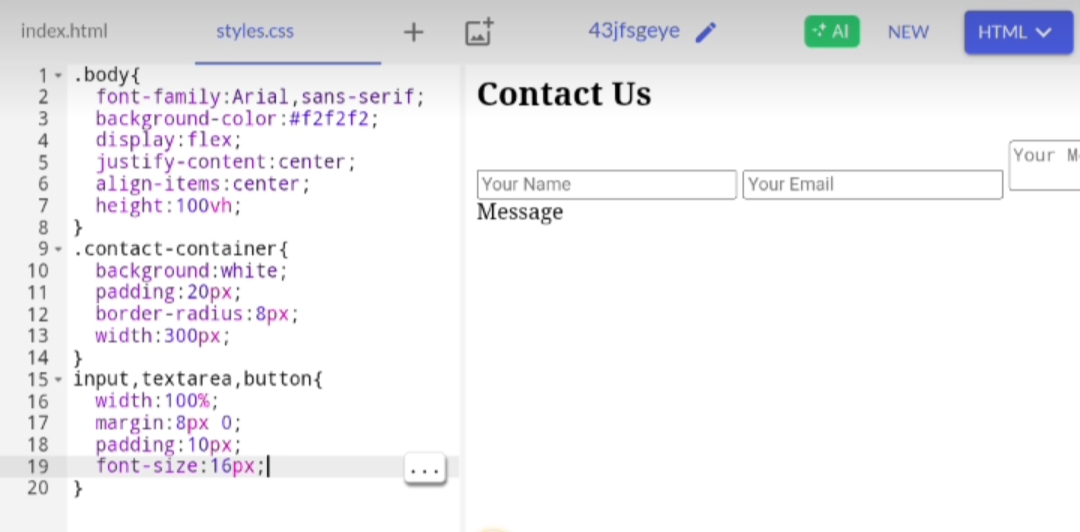 index.html styles.css + 43jfsgeye AI NEW HTML
1 .body{
2 font-family:Arial,sans-serif;
3 background-color:#f2f2f2;
4 display:flex;
5 justify-content:center;
6 align-items:center;
7 height:100vh;
8 }
9 .contact-container{
10 background:white;
11 padding:20px;
12 border-radius:8px;
13 width:300px;
14 }
15 input,textarea,button{
16 width:100%;
17 margin:8px 0;
18 padding:10px;
19 font-size:16px;
...
20 }
Contact Us
Your Name Your Email Your M
Message